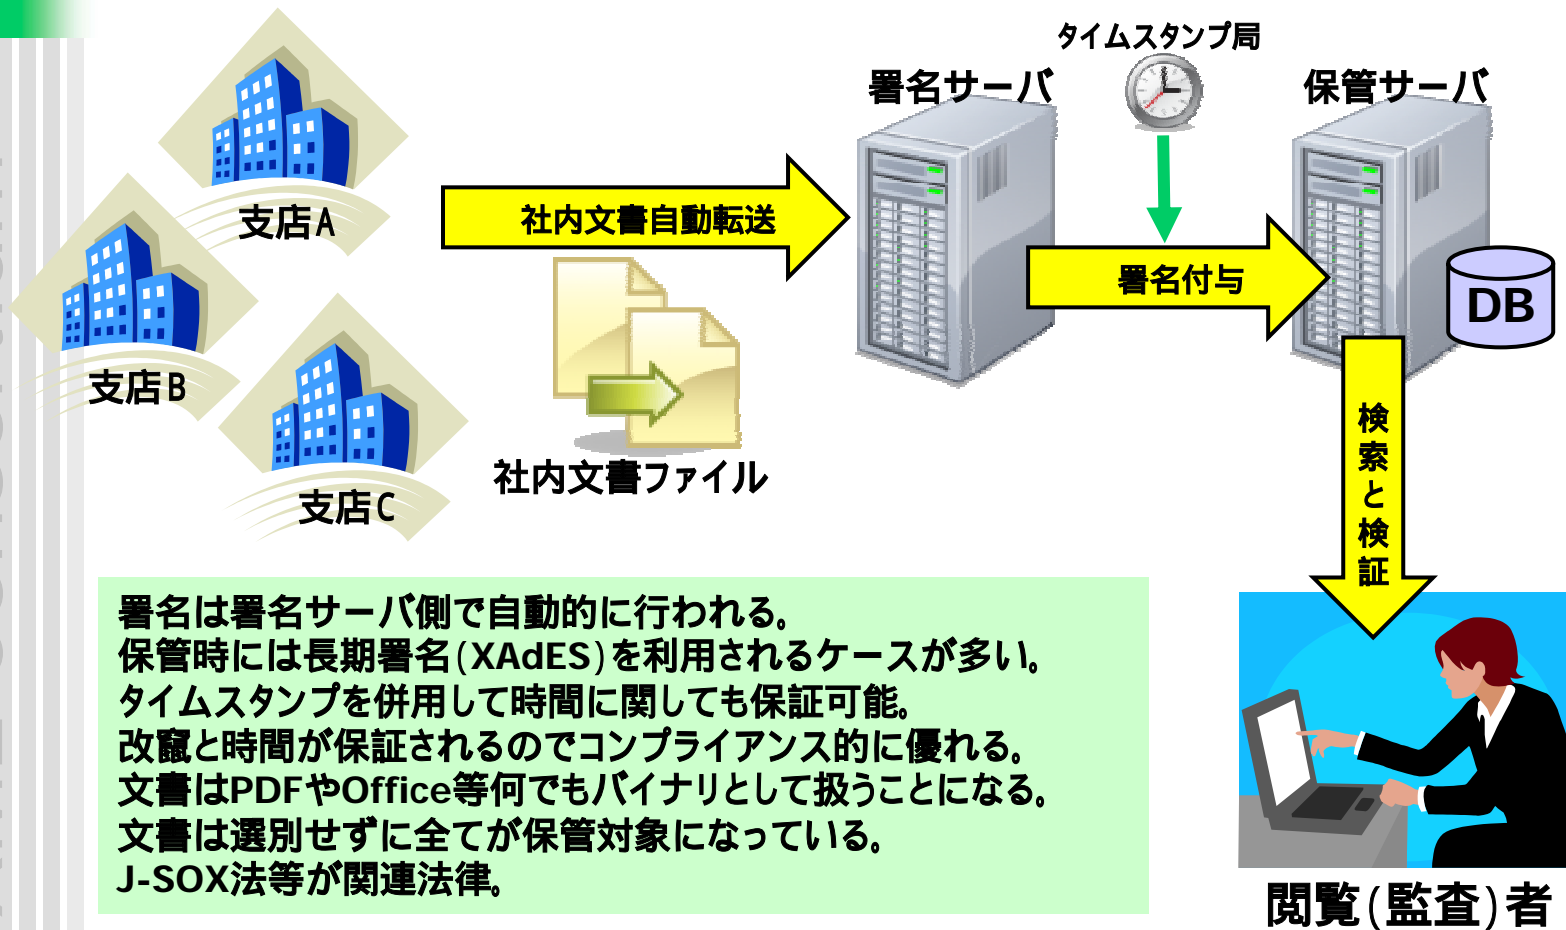 タイムスタンプ局
署名サーバ
保管サーバ
支店A
社内文書自動転送
署名付与
DB
支店B
検索と検証
社内文書ファイル
支店C
署名は署名サーバ側で自動的に行われる。
保管時には長期署名(XAdES)を利用されるケースが多い。
タイムスタンプを併用して時間に関しても保証可能。
改竄と時間が保証されるのでコンプライアンス的に優れる。
文書はPDFやOffice等何でもバイナリとして扱うことになる。
文書は選別せずに全てが保管対象になっている。
J-SOX法等が関連法律。
閲覧(監査)者